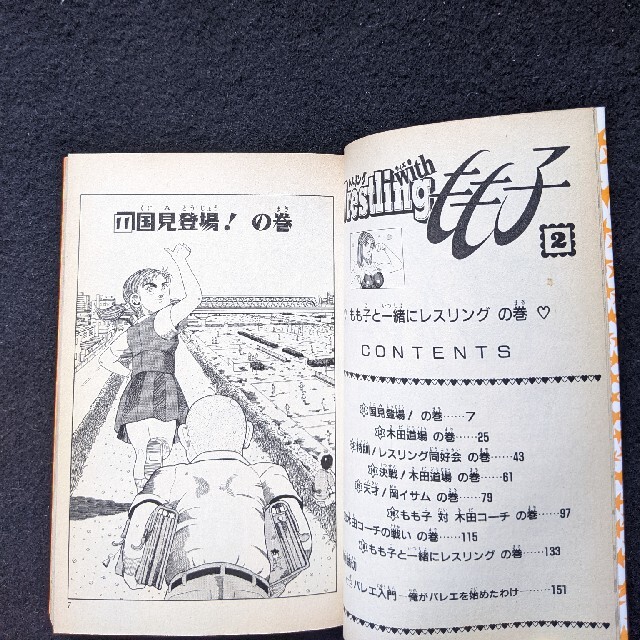 Wrestling with
もも子
2
もも子と一緒にレスリング の巻 ♡
CONTENTS
国見登場! の巻……7
木田道場 の巻……25
特訓!レスリング同好会 の巻……43
決戦!木田道場 の巻……61
天才!岡イサム の巻……79
もも子 対 木田コーチ の巻……97
コーチの戦い の巻……115
もも子と一緒にレスリング の巻……133
バレエ入門 ―俺がバレエを始めたわけ……151
11 国見登場! の巻
7